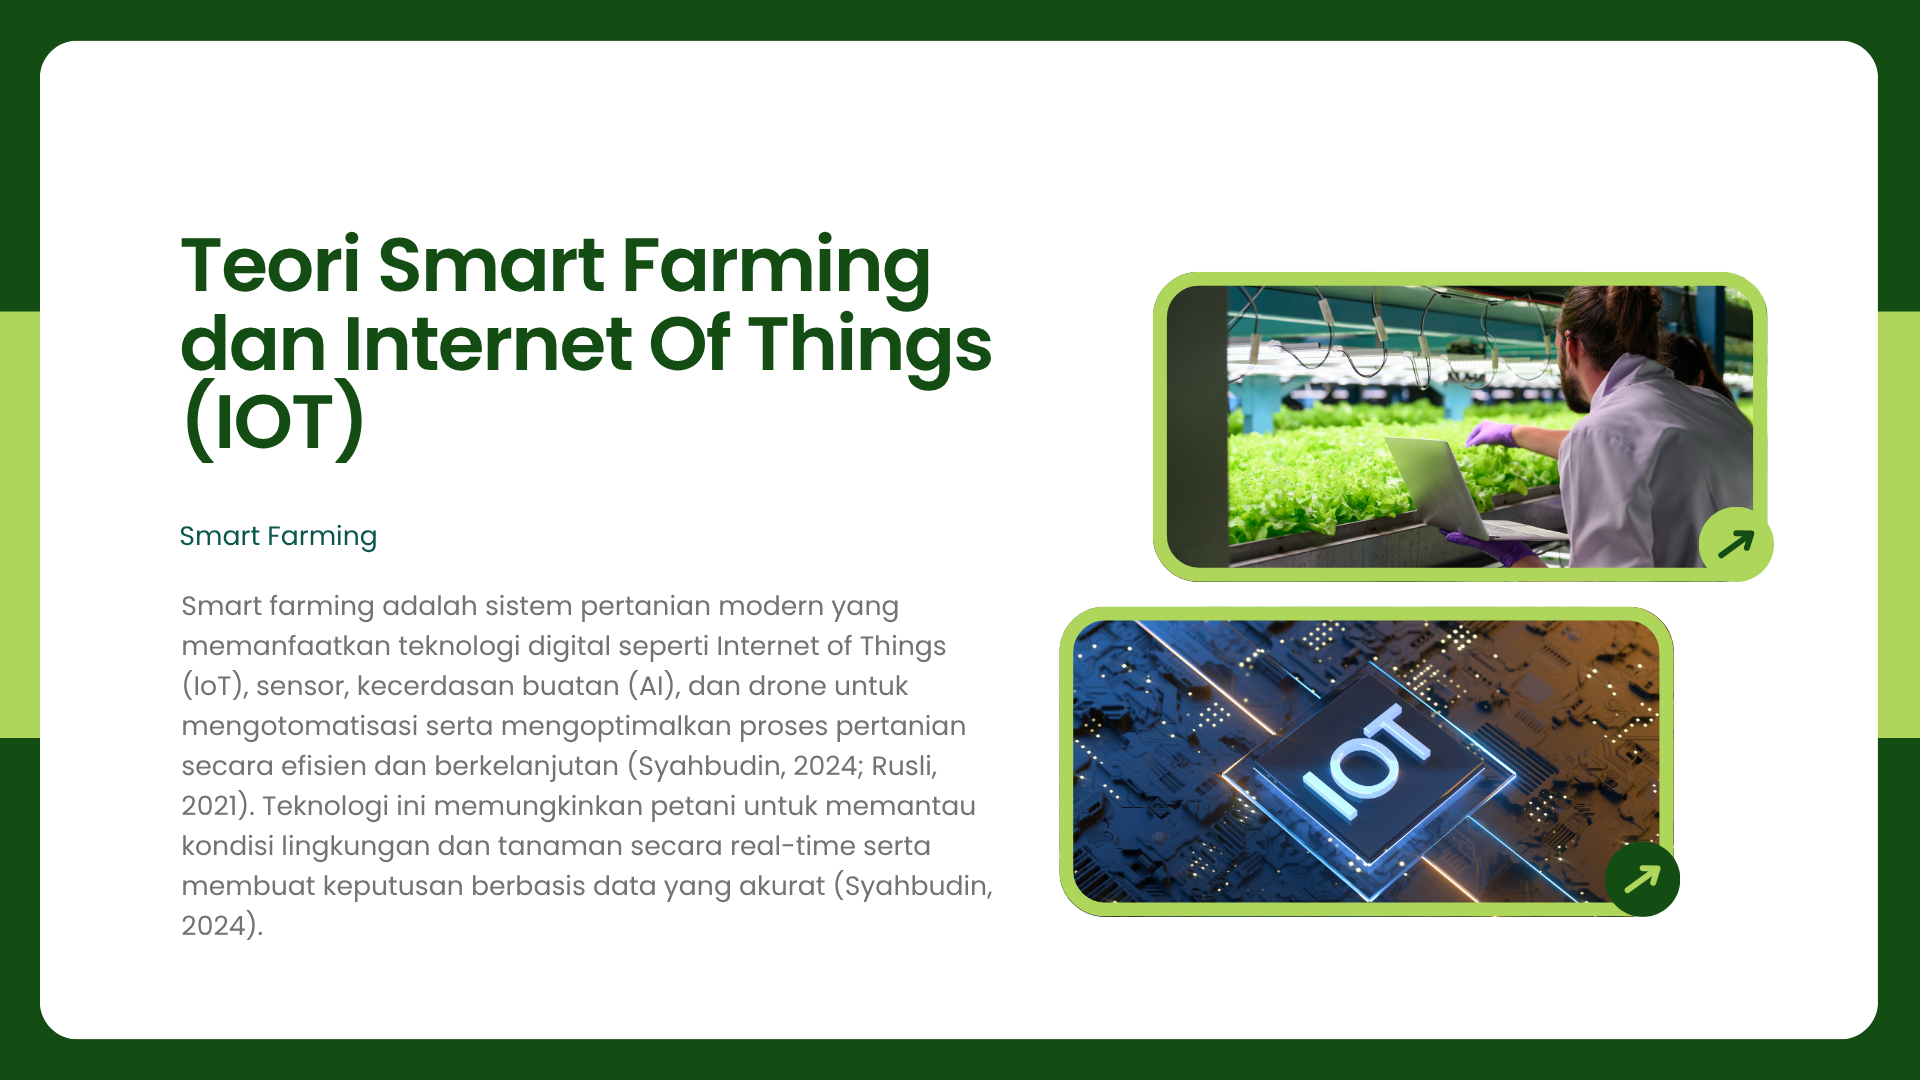 Teori Smart Farming
dan Internet Of Things
(IOT)
Smart Farming
Smart farming adalah sistem pertanian modern yang
memanfaatkan teknologi digital seperti Internet of Things
(IoT), sensor, kecerdasan buatan (AI), dan drone untuk
mengotomatisasi serta mengoptimalkan proses pertanian
secara efisien dan berkelanjutan (Syahbudin, 2024; Rusli,
2021). Teknologi ini memungkinkan petani untuk memantau
kondisi lingkungan dan tanaman secara real-time serta
membuat keputusan berbasis data yang akurat (Syahbudin,
2024).
IOT